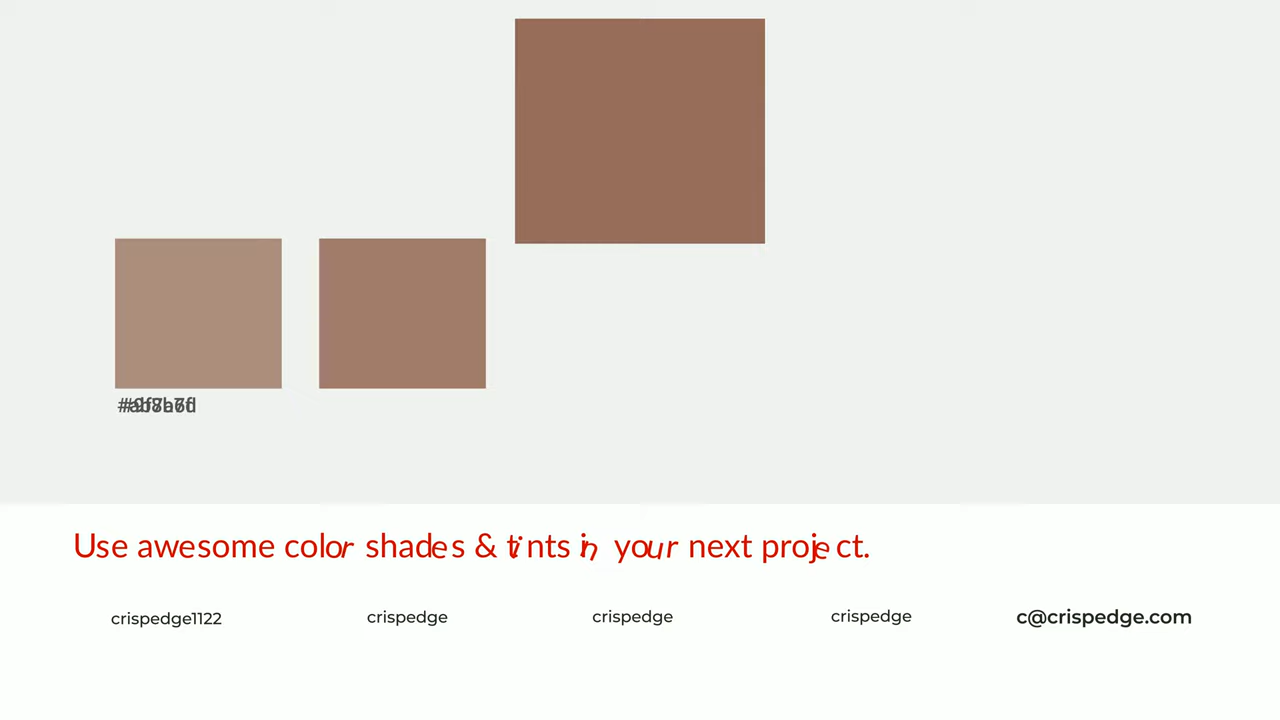 Use awesome color shades & tints in your next project.
crispedge1122 crispedge crispedge crispedge c@crispedge.com